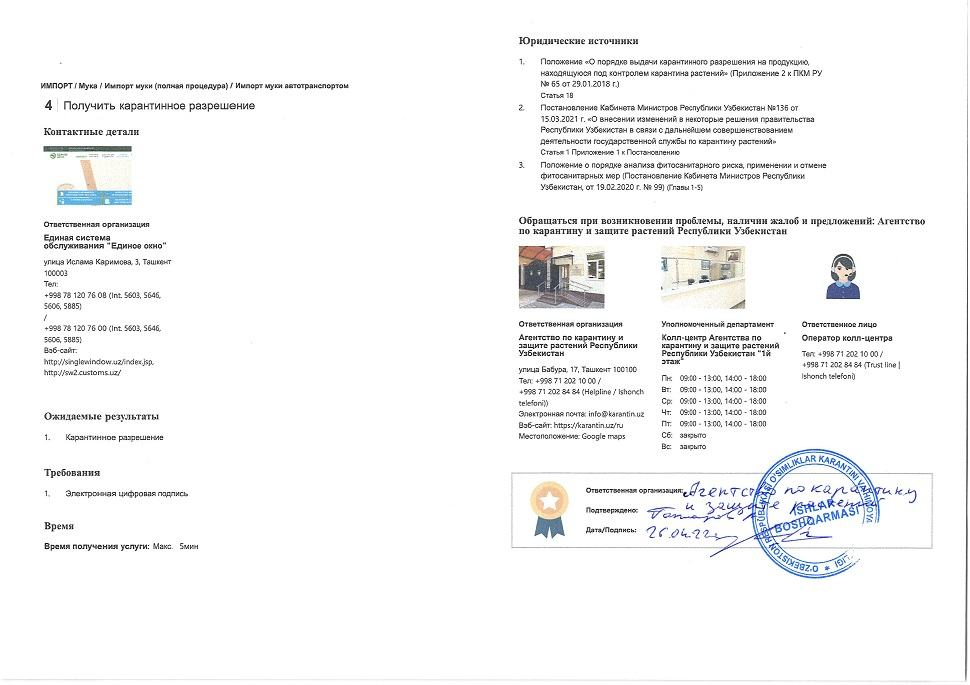 ИМПОРТ / Мука / Импорт муки (полная процедура) / Импорт муки автотранспортом
4 Получить карантинное разрешение
Контактные детали
Ответственная организация
Единая система
обслуживания "Единое окно"
улица Ислама Каримова, 3, Ташкент
100003
Тел:
+998 78 120 76 08 (Int. 5603, 5646,
5606, 5885)
/
+998 78 120 76 00 (Int. 5603, 5646,
5606, 5885)
Вэб-сайт:
http://singlewindow.uz/index.jsp,
http://sw2.customs.uz/
Ожидаемые результаты
1. Карантинное разрешение
Требования
1. Электронная цифровая подпись
Время
Время получения услуги: Макс. 5мин
Юридические источники
1. Положение «О порядке выдачи карантинного разрешения на продукцию,
находящуюся под контролем карантина растений» (Приложение 2 к ПКМ РУ
№ 65 от 29.01.2018 г.)
Статья 18
2. Постановление Кабинета Министров Республики Узбекистан №136 от
15.03.2021 г. «О внесении изменений в некоторые решения правительства
Республики Узбекистан в связи с дальнейшем совершенствованием
деятельности государственной службы по карантину растений»
Статья 1 Приложение 1 к Постановлению
3. Положение о порядке анализа фитосанитарного риска, применении и отмене
фитосанитарных мер (Постановление Кабинета Министров Республики
Узбекистан, от 19.02.2020 г. № 99) (Главы 1-5)
Обращаться при возникновении проблемы, наличии жалоб и предложений: Агентство
по карантину и защите растений Республики Узбекистан
Ответственная организация
Агентство по карантину и
защите растений Республики
Узбекистан
улица Бабура, 17, Ташкент 100100
Тел: +998 71 202 10 00 /
+998 71 202 84 84 (Helpline / Ishonch
telefoni))
Электронная почта: info@karantin.uz
Вэб-сайт: https://karantin.uz/ru
Местоположение: Google maps
Уполномоченный департамент
Колл-центр Агентства по
карантину и защите растений
Республики Узбекистан "1й
этаж"
Пн: 09:00 - 13:00, 14:00 - 18:00
Вт: 09:00 - 13:00, 14:00 - 18:00
Ср: 09:00 - 13:00, 14:00 - 18:00
Чт: 09:00 - 13:00, 14:00 - 18:00
Пт: 09:00 - 13:00, 14:00 - 18:00
Сб: закрыто
Вс: закрыто
Ответственное лицо
Оператор колл-центра
Тел: +998 71 202 10 00 /
+998 71 202 84 84 (Trust line |
Ishonch telefoni)
Ответственная организация: Агентство по карантину
и защите растений
Подтверждено:
Дата/Подпись: 26.04.22г
O'ZBEKISTON RESPUBLIKASI O'SIMLIKLAR KARANTINI
ISHLAR
BOSHQARMASI